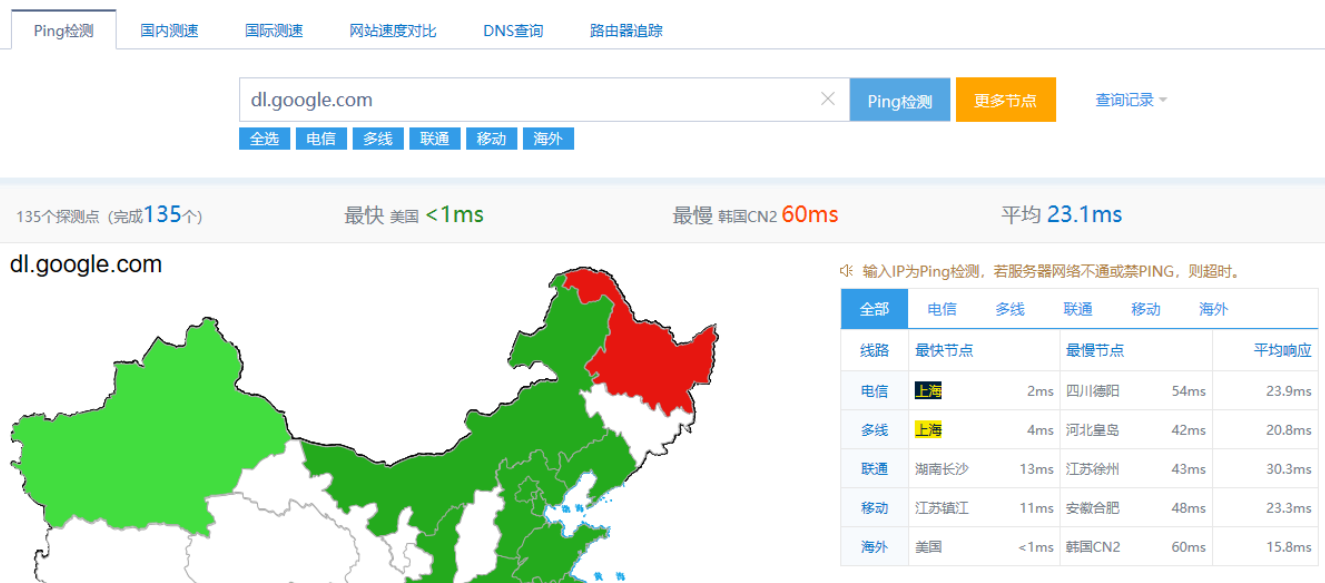 Ping检测 国内测速 国际测速 网站速度对比 DNS查询 路由器追踪
dl.google.com Ping检测 更多节点 查询记录
全选 电信 多线 联通 移动 海外
135个探测点 (完成135个) 最快 美国 <1ms 最慢 韩国CN2 60ms 平均 23.1ms
dl.google.com
输入IP为Ping检测，若服务器网络不通或禁PING，则超时。
全部 电信 多线 联通 移动 海外
线路 最快节点 最慢节点 平均响应
电信 上海 2ms 四川德阳 54ms 23.9ms
多线 上海 4ms 河北皇岛 42ms 20.8ms
联通 湖南长沙 13ms 江苏徐州 43ms 30.3ms
移动 江苏镇江 11ms 安徽合肥 48ms 23.3ms
海外 美国 <1ms 韩国CN2 60ms 15.8ms
渤海
黄海